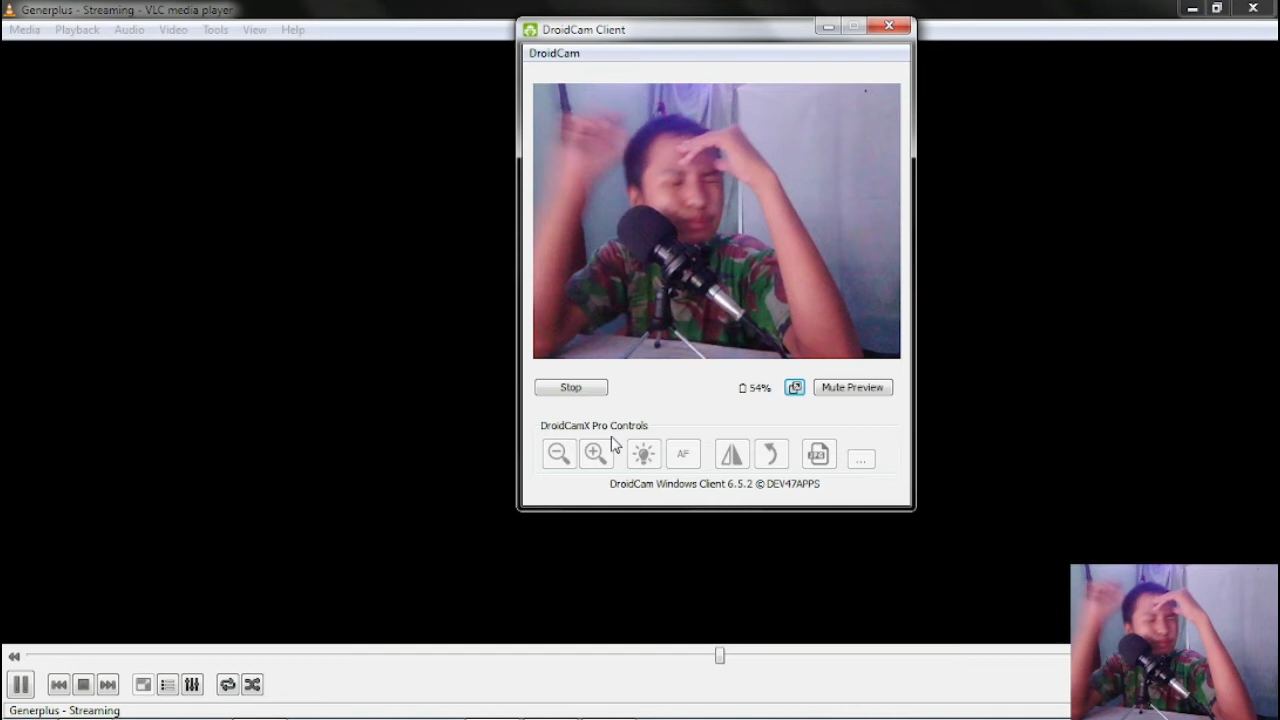 Generplus - Streaming - VLC media player
Media Playback Audio Video Tools View Help
DroidCam Client
DroidCam
Stop
54%
Mute Preview
DroidCamX Pro Controls
AF
JPG
...
DroidCam Windows Client 6.5.2 © DEV47APPS
Generplus - Streaming